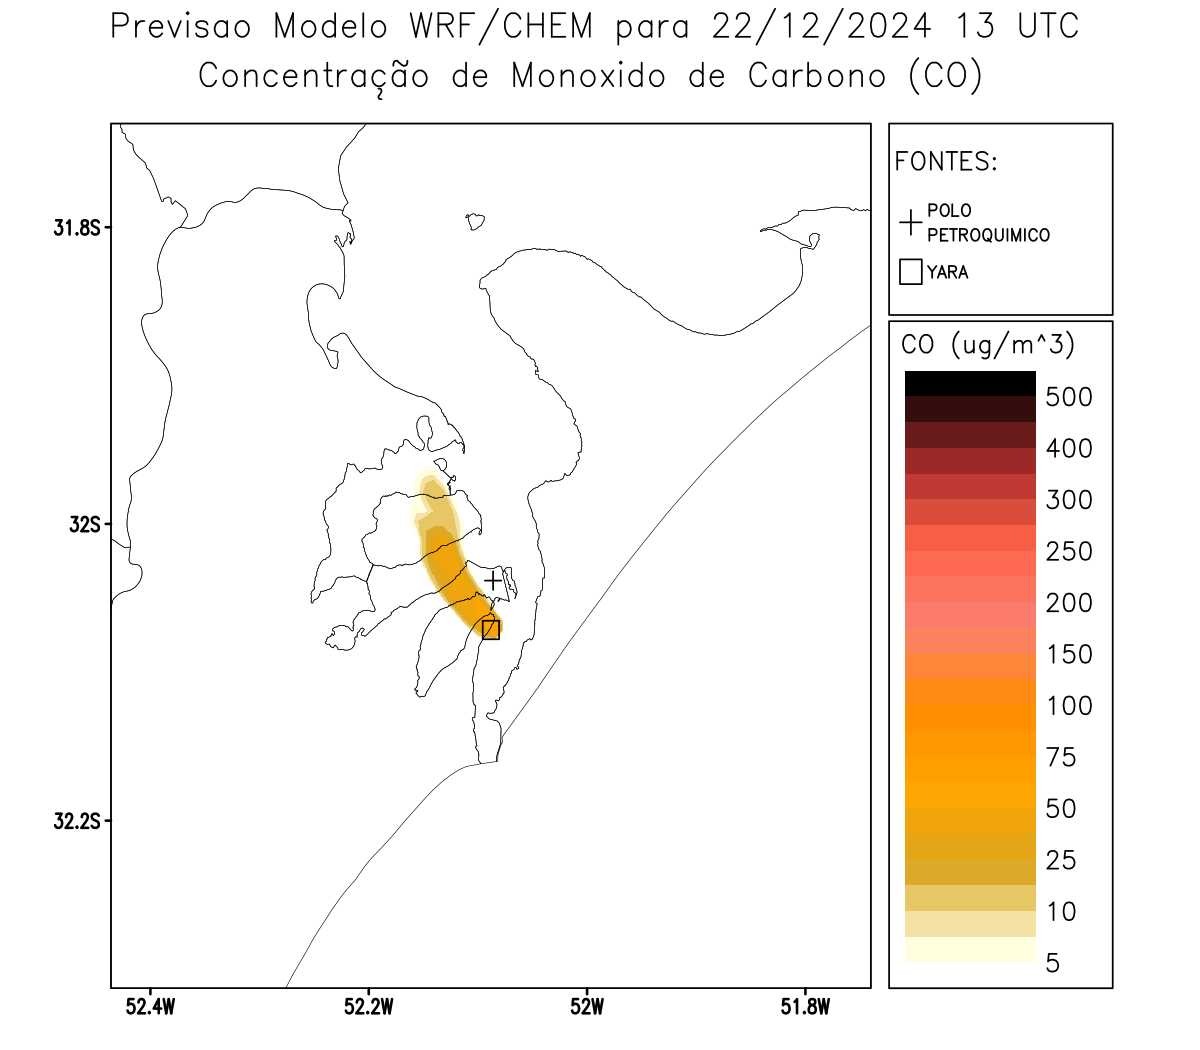 Previsao Modelo WRF/CHEM para 22/12/2024 13 UTC
Concentração de Monoxido de Carbono (CO)
FONTES:
POLO
PETROQUIMICO
YARA
CO (ug/m^3)
500
400
300
250
200
150
100
75
50
25
10
5
31.8S
32S
32.2S
52.4W
52.2W
52W
51.8W